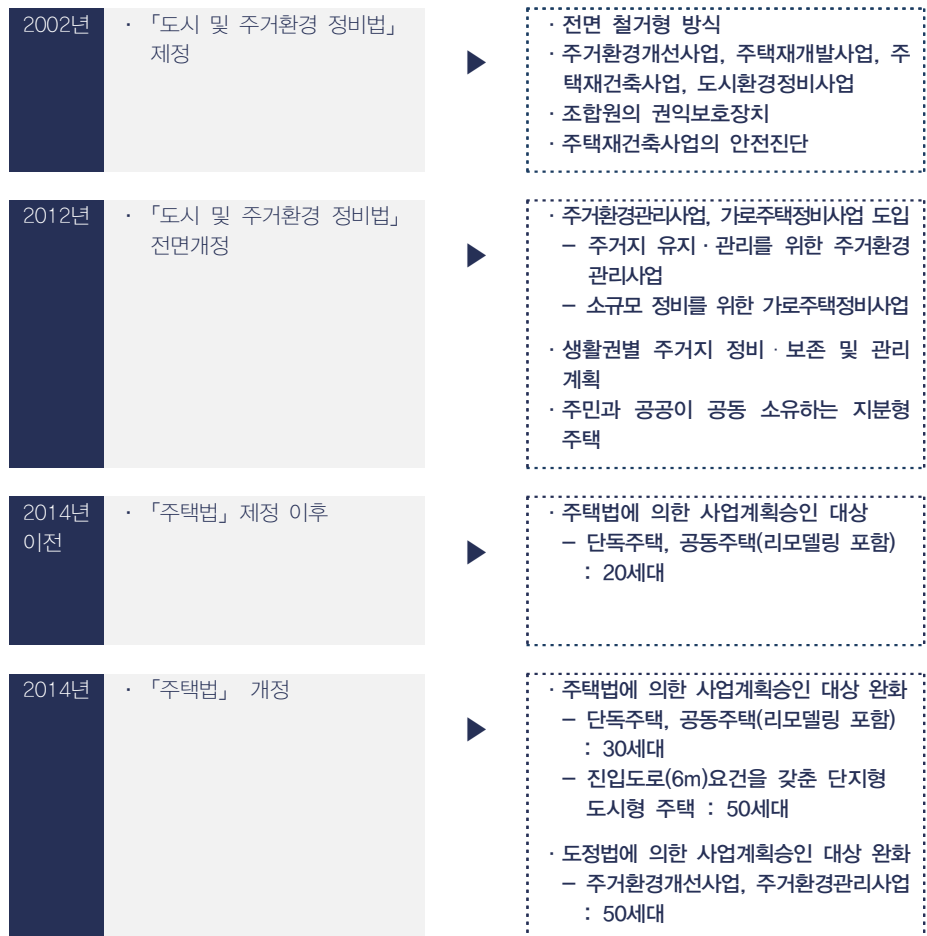 2002년
· 「도시 및 주거환경 정비법」
제정
▶
· 전면 철거형 방식
· 주거환경개선사업, 주택재개발사업, 주
택재건축사업, 도시환경정비사업
· 조합원의 권익보호장치
· 주택재건축사업의 안전진단
2012년
· 「도시 및 주거환경 정비법」
전면개정
▶
· 주거환경관리사업, 가로주택정비사업 도입
– 주거지 유지·관리를 위한 주거환경
관리사업
– 소규모 정비를 위한 가로주택정비사업
· 생활권별 주거지 정비·보존 및 관리
계획
· 주민과 공공이 공동 소유하는 지분형
주택
2014년
이전
· 「주택법」 제정 이후
▶
· 주택법에 의한 사업계획승인 대상
– 단독주택, 공동주택(리모델링 포함)
: 20세대
2014년
· 「주택법」 개정
▶
· 주택법에 의한 사업계획승인 대상 완화
– 단독주택, 공동주택(리모델링 포함)
: 30세대
– 진입도로(6m)요건을 갖춘 단지형
도시형 주택 : 50세대
· 도정법에 의한 사업계획승인 대상 완화
– 주거환경개선사업, 주거환경관리사업
: 50세대